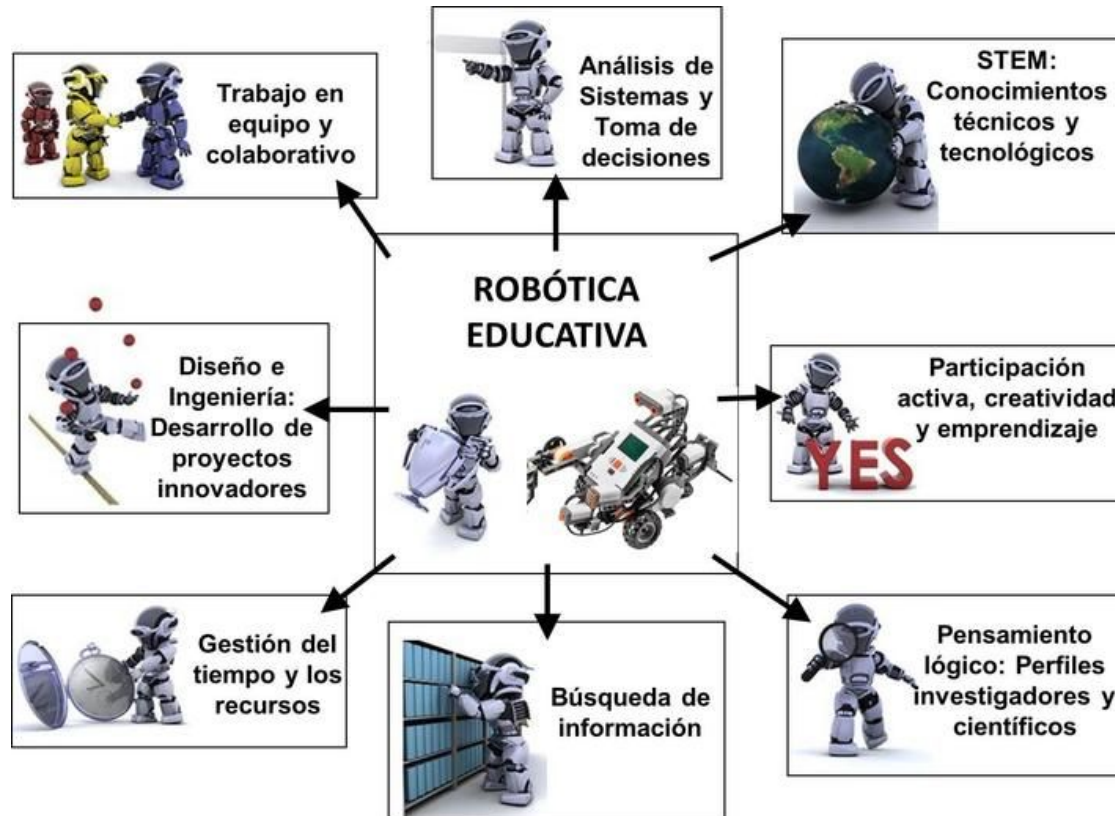 Trabajo en
equipo y
colaborativo
Análisis de
Sistemas y
Toma de
decisiones
STEM:
Conocimientos
técnicos y
tecnológicos
ROBÓTICA
EDUCATIVA
Diseño e
Ingeniería:
Desarrollo de
proyectos
innovadores
Participación
activa, creatividad
y emprendizaje
YES
Gestión del
tiempo y los
recursos
Búsqueda de
información
Pensamiento
lógico: Perfiles
investigadores y
científicos